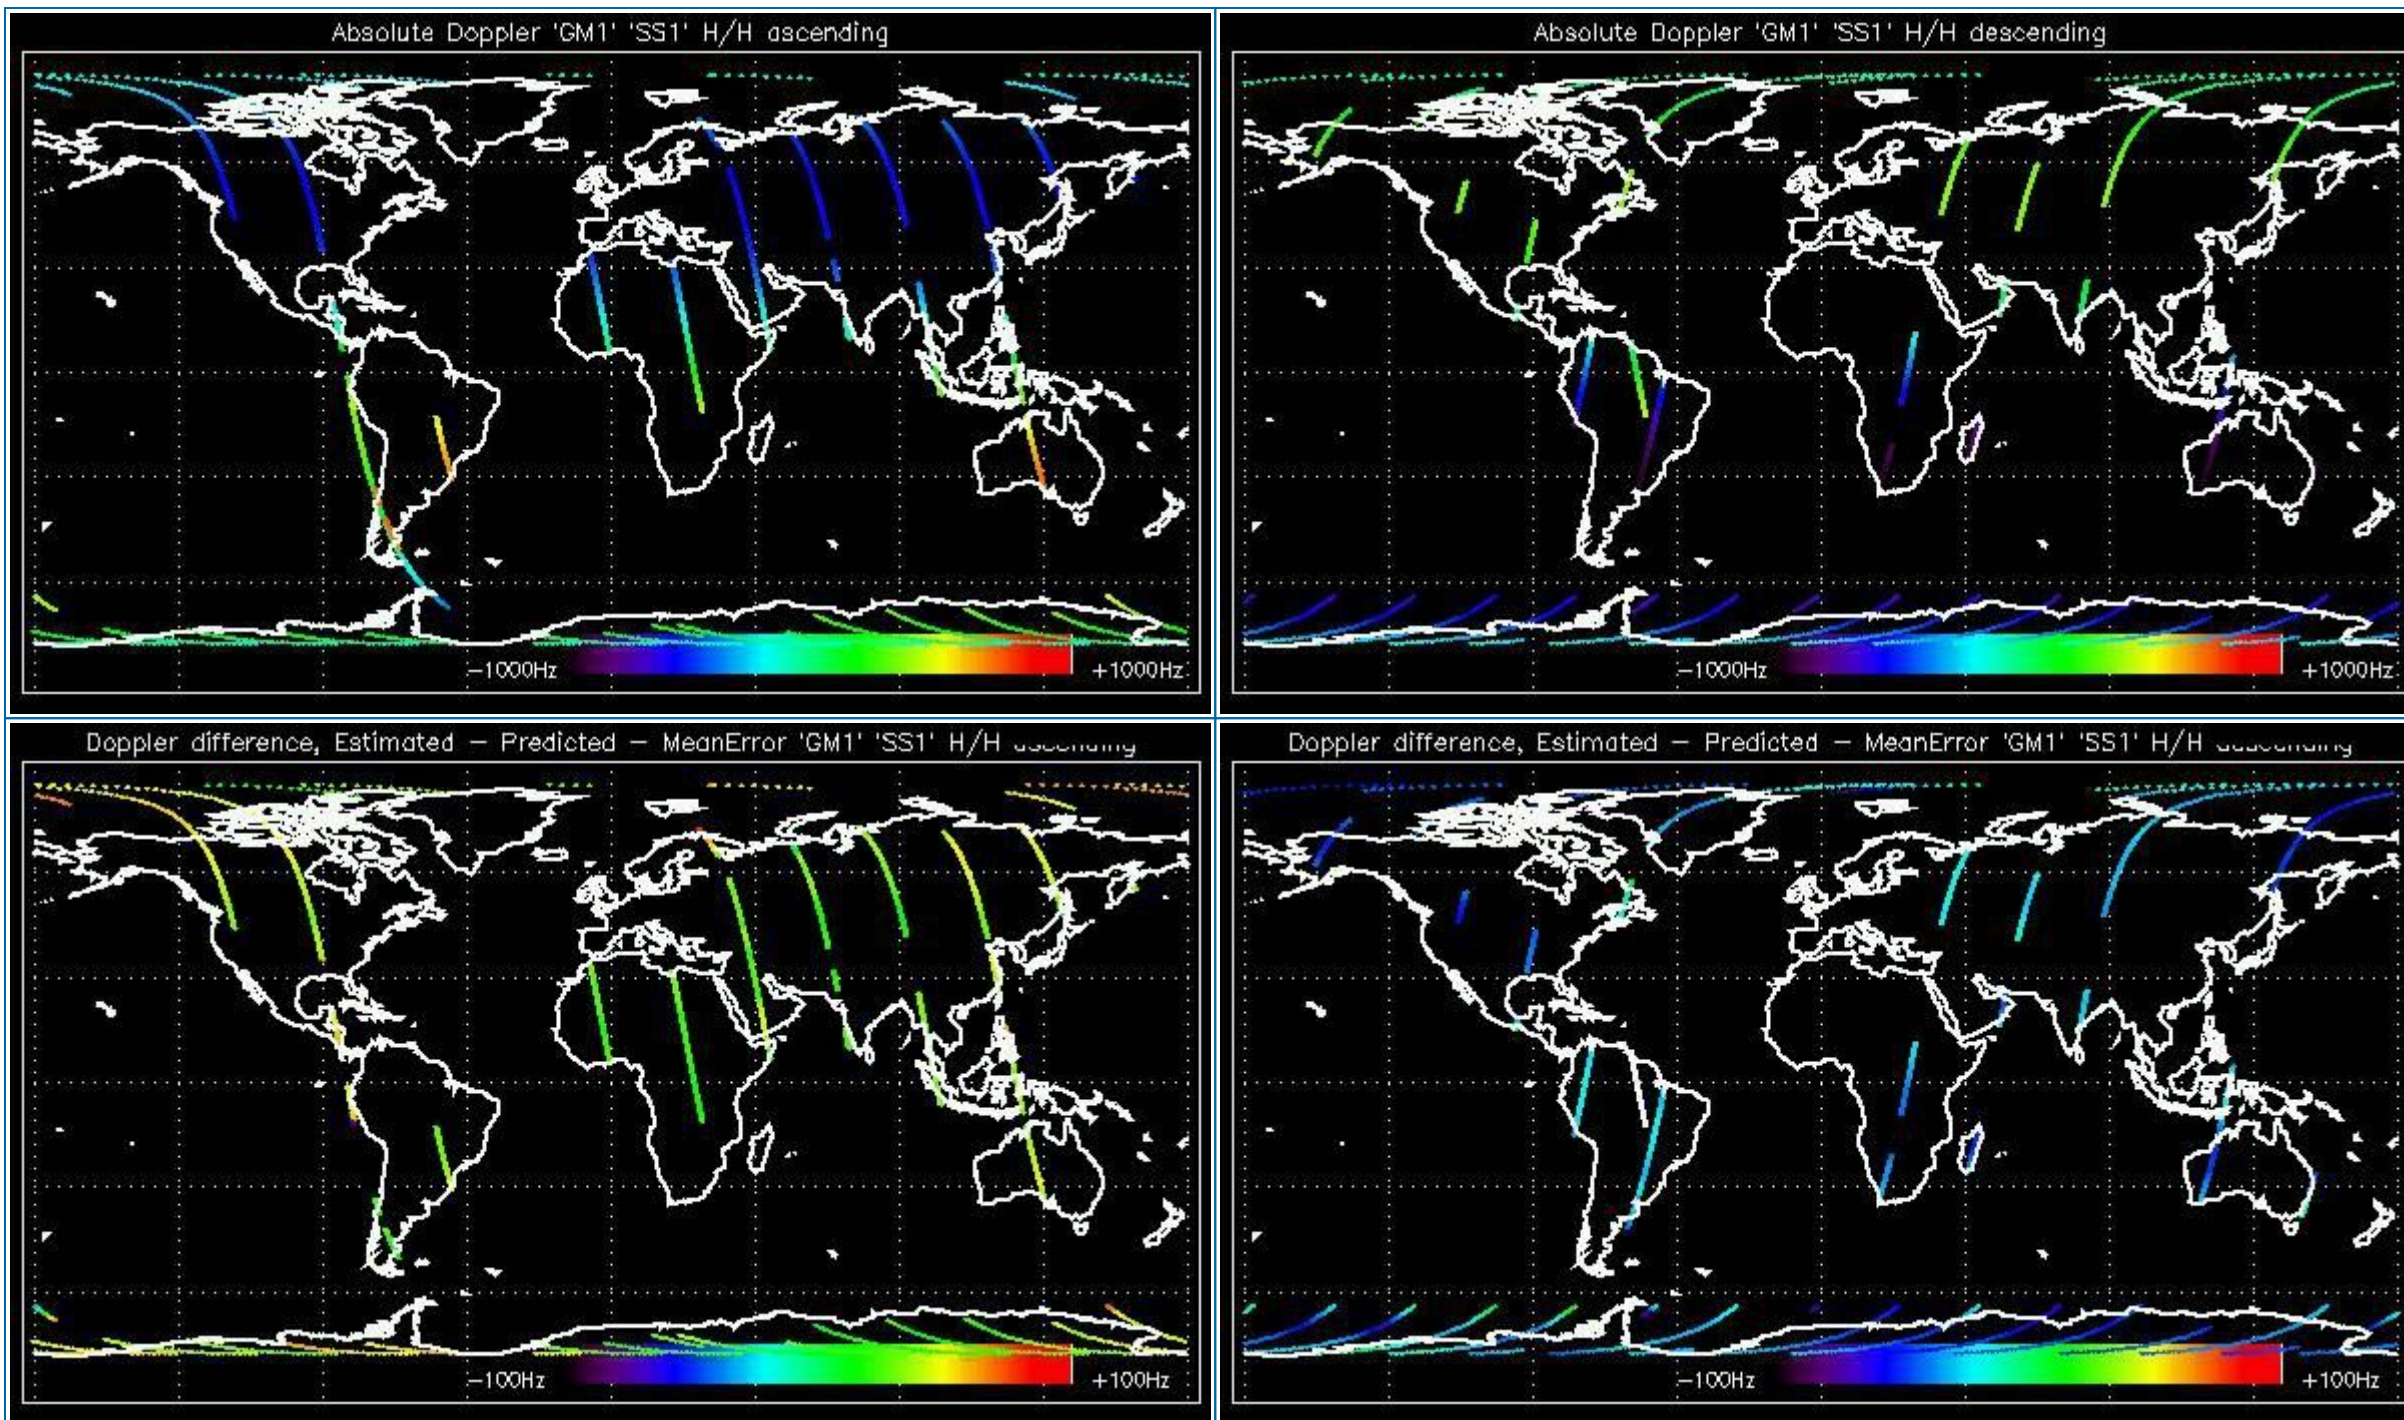 Absolute Doppler 'GM1' 'SS1' H/H ascending
-1000Hz
+1000Hz
Absolute Doppler 'GM1' 'SS1' H/H descending
-1000Hz
+1000Hz
Doppler difference, Estimated - Predicted - MeanError 'GM1' 'SS1' H/H
-100Hz
+100Hz
Doppler difference, Estimated - Predicted - MeanError 'GM1' 'SS1' H/H
-100Hz
+100Hz